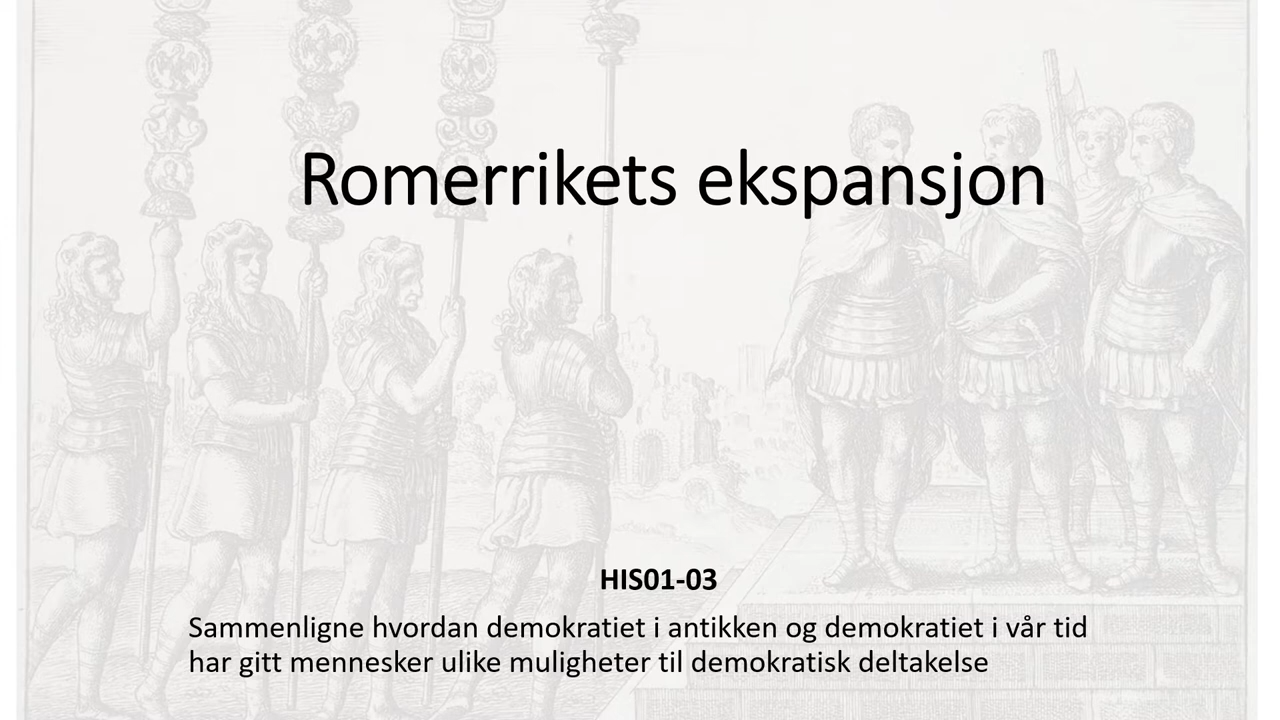 Romerrikets ekspansjon
HIS01-03
Sammenligne hvordan demokratiet i antikken og demokratiet i vår tid
har gitt mennesker ulike muligheter til demokratisk deltakelse